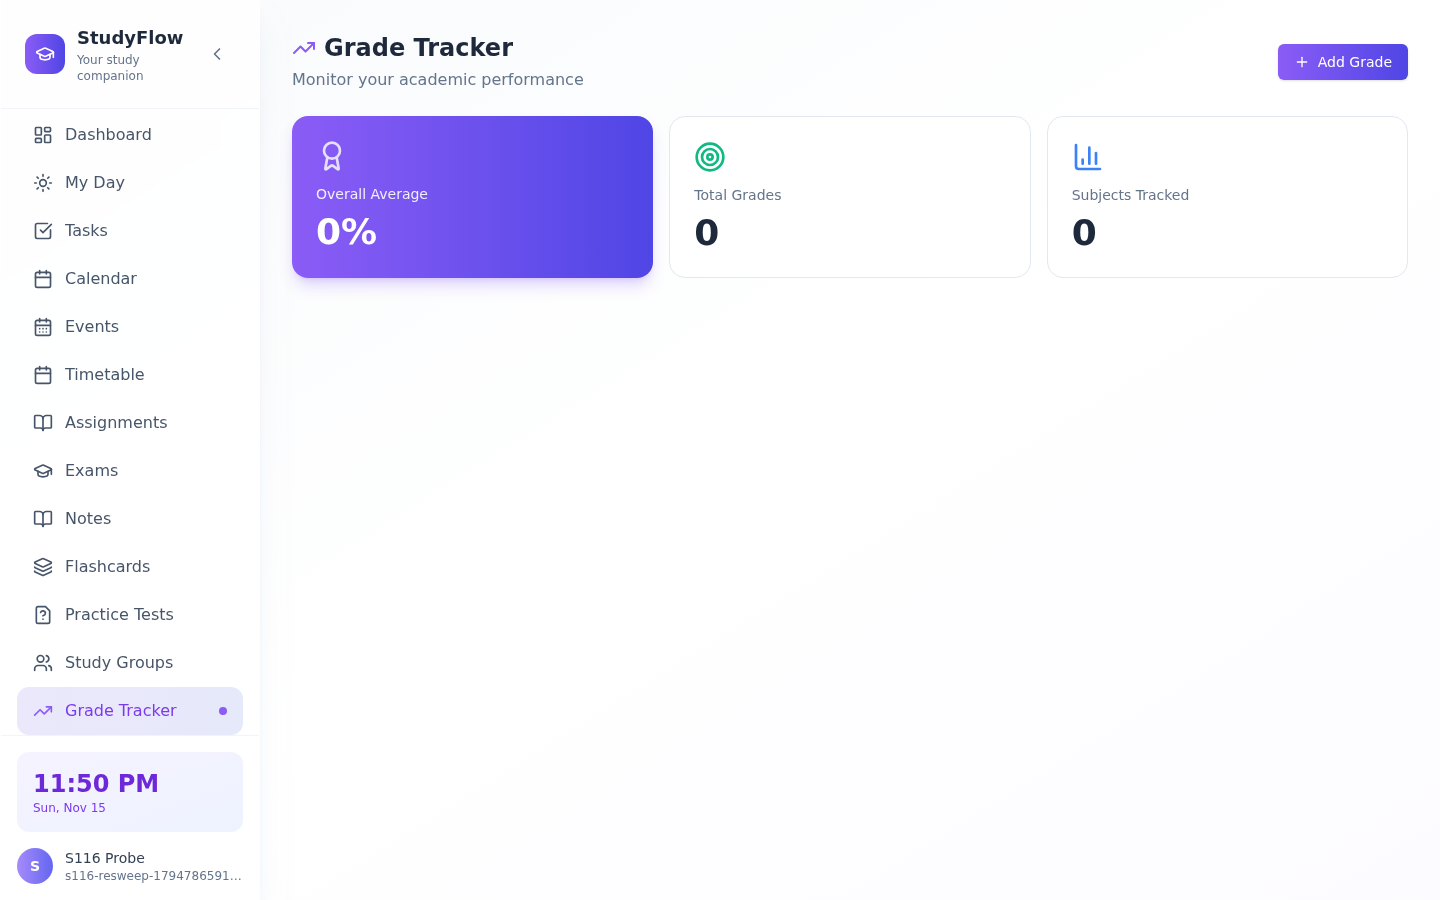 StudyFlow
Your study
companion
Dashboard
My Day
Tasks
Calendar
Events
Timetable
Assignments
Exams
Notes
Flashcards
Practice Tests
Study Groups
Grade Tracker
11:50 PM
Sun, Nov 15
S
S116 Probe
s116-resweep-1794786591...
Grade Tracker
Monitor your academic performance
Add Grade
Overall Average
0%
Total Grades
0
Subjects Tracked
0